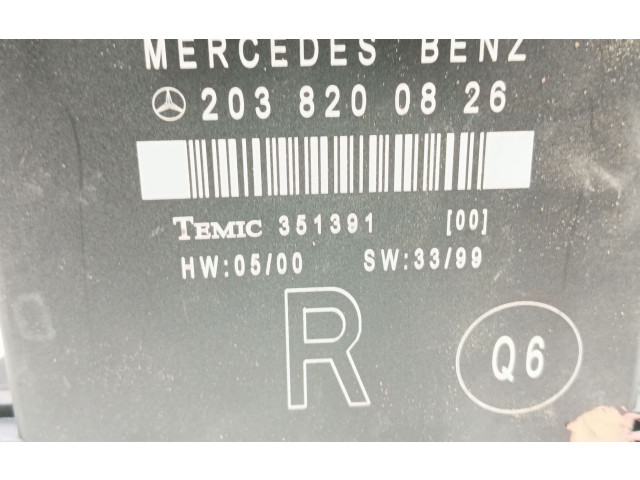 MERCEDES BENZ
203 820 08 26
TEMIC 351391 [00]
HW:05/00 SW:33/99
R
Q6